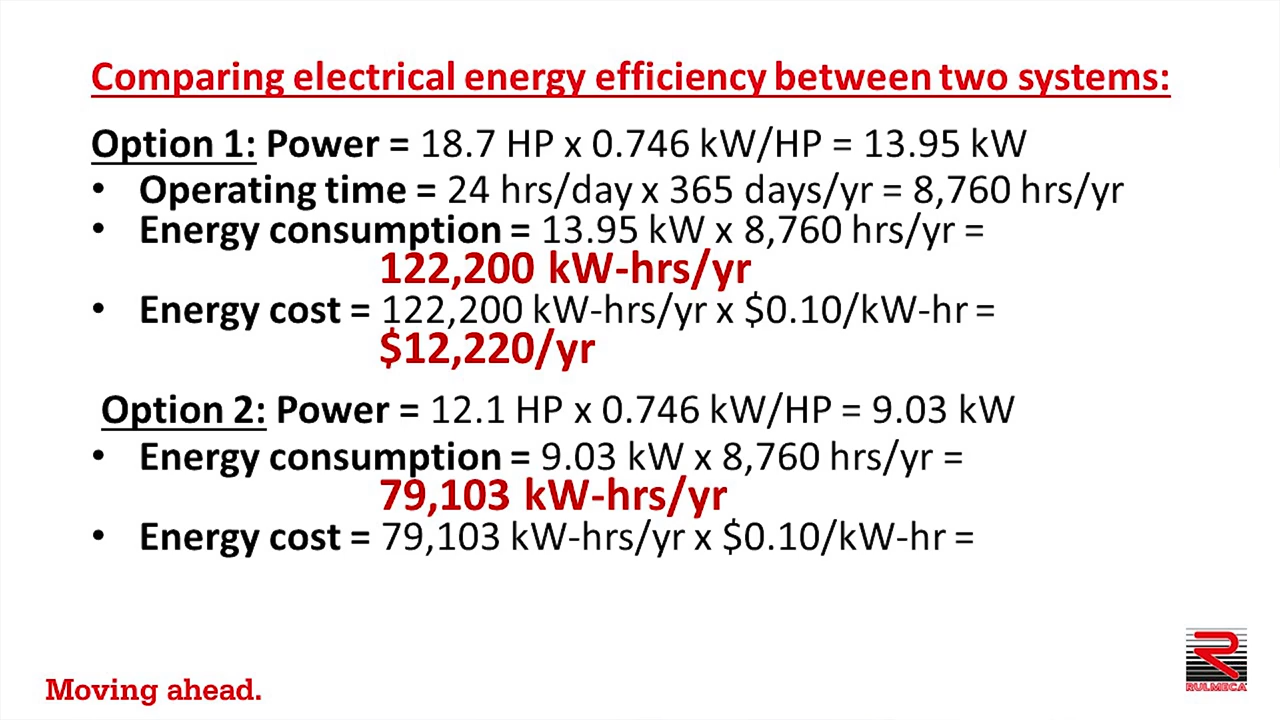 Comparing electrical energy efficiency between two systems:
Option 1: Power = 18.7 HP x 0.746 kW/HP = 13.95 kW
• Operating time = 24 hrs/day x 365 days/yr = 8,760 hrs/yr
• Energy consumption = 13.95 kW x 8,760 hrs/yr =
122,200 kW-hrs/yr
• Energy cost = 122,200 kW-hrs/yr x $0.10/kW-hr =
$12,220/yr
Option 2: Power = 12.1 HP x 0.746 kW/HP = 9.03 kW
• Energy consumption = 9.03 kW x 8,760 hrs/yr =
79,103 kW-hrs/yr
• Energy cost = 79,103 kW-hrs/yr x $0.10/kW-hr =
Moving ahead.
RULMECA